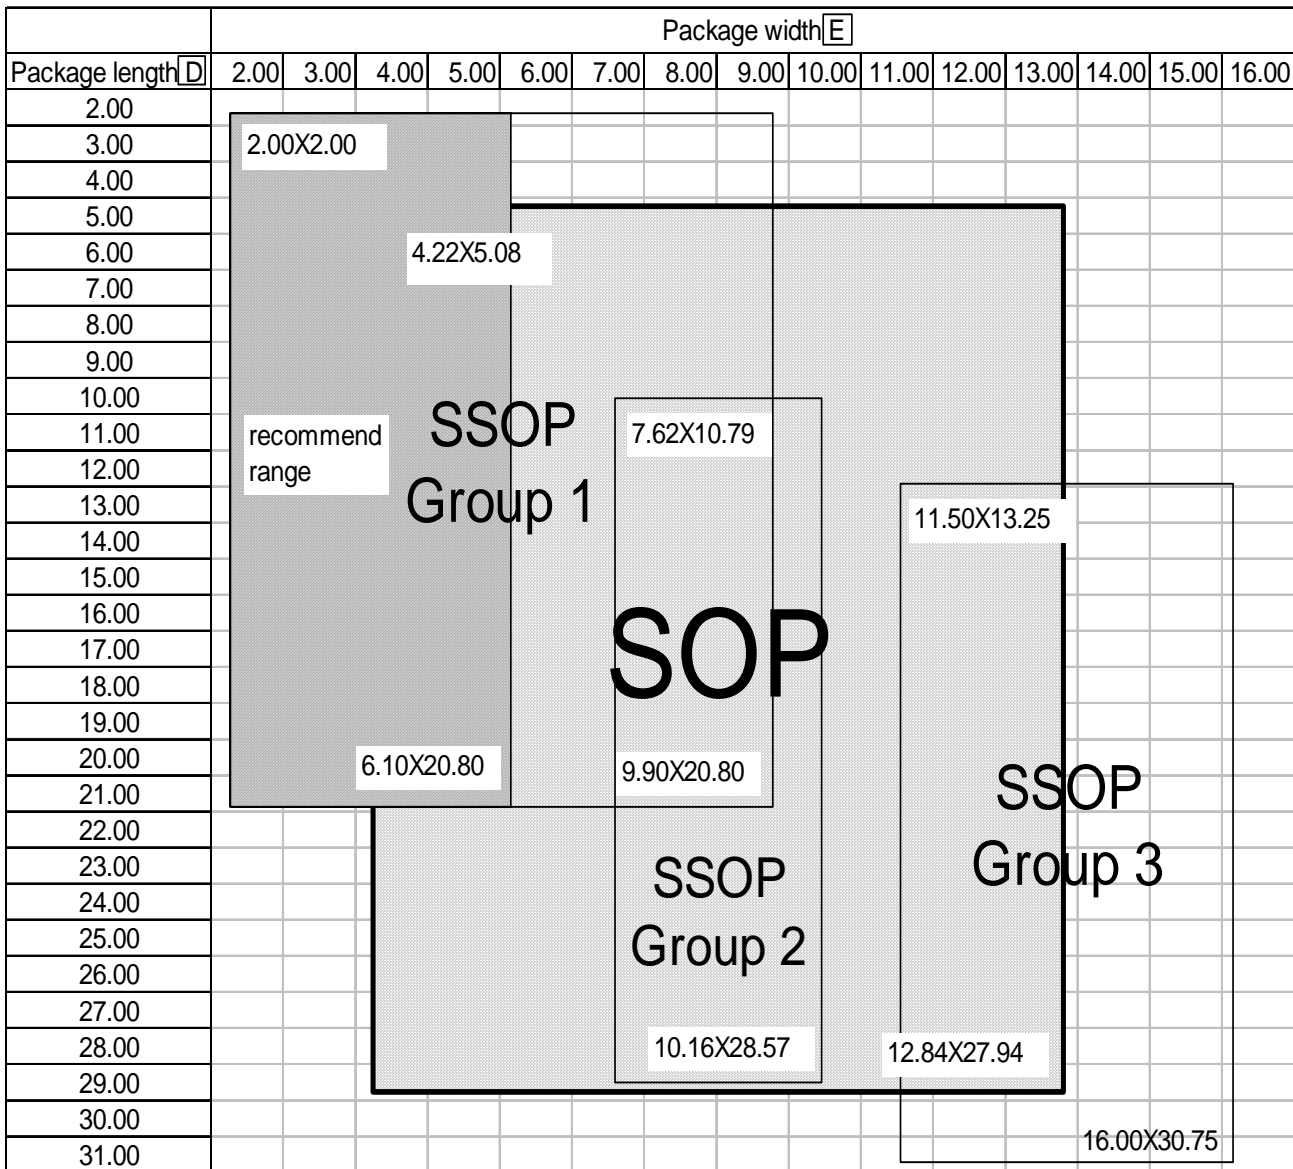 Package width E
Package length D 2.00 3.00 4.00 5.00 6.00 7.00 8.00 9.00 10.00 11.00 12.00 13.00 14.00 15.00 16.00
2.00
3.00 2.00X2.00
4.00
5.00
6.00 4.22X5.08
7.00
8.00
9.00
10.00
11.00 recommend SSOP 7.62X10.79
12.00 range
13.00 Group 1 11.50X13.25
14.00
15.00
16.00
17.00 SOP
18.00
19.00
20.00 6.10X20.80 9.90X20.80
21.00 SSOP
22.00
23.00 SSOP Group 3
24.00
25.00 Group 2
26.00
27.00
28.00 10.16X28.57 12.84X27.94
29.00
30.00
31.00 16.00X30.75